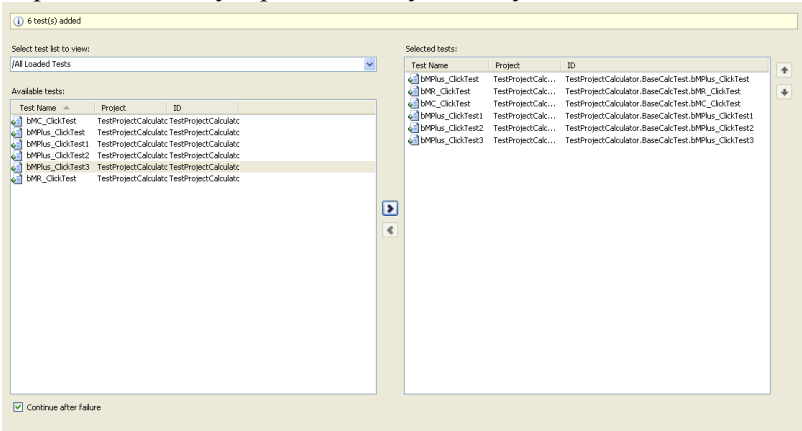 6 test(s) added
Select test list to view:
/All Loaded Tests
Available tests:
Test Name Project ID
bMC_ClickTest TestProjectCalculatc TestProjectCalculatc
bMPlus_ClickTest TestProjectCalculatc TestProjectCalculatc
bMPlus_ClickTest1 TestProjectCalculatc TestProjectCalculatc
bMPlus_ClickTest2 TestProjectCalculatc TestProjectCalculatc
bMPlus_ClickTest3 TestProjectCalculatc TestProjectCalculatc
bMR_ClickTest TestProjectCalculatc TestProjectCalculatc
Selected tests:
Test Name Project ID
bMPlus_ClickTest TestProjectCalc... TestProjectCalculator.BaseCalcTest.bMPlus_ClickTest
bMR_ClickTest TestProjectCalc... TestProjectCalculator.BaseCalcTest.bMR_ClickTest
bMC_ClickTest TestProjectCalc... TestProjectCalculator.BaseCalcTest.bMC_ClickTest
bMPlus_ClickTest1 TestProjectCalc... TestProjectCalculator.BaseCalcTest.bMPlus_ClickTest1
bMPlus_ClickTest2 TestProjectCalc... TestProjectCalculator.BaseCalcTest.bMPlus_ClickTest2
bMPlus_ClickTest3 TestProjectCalc... TestProjectCalculator.BaseCalcTest.bMPlus_ClickTest3
Continue after failure